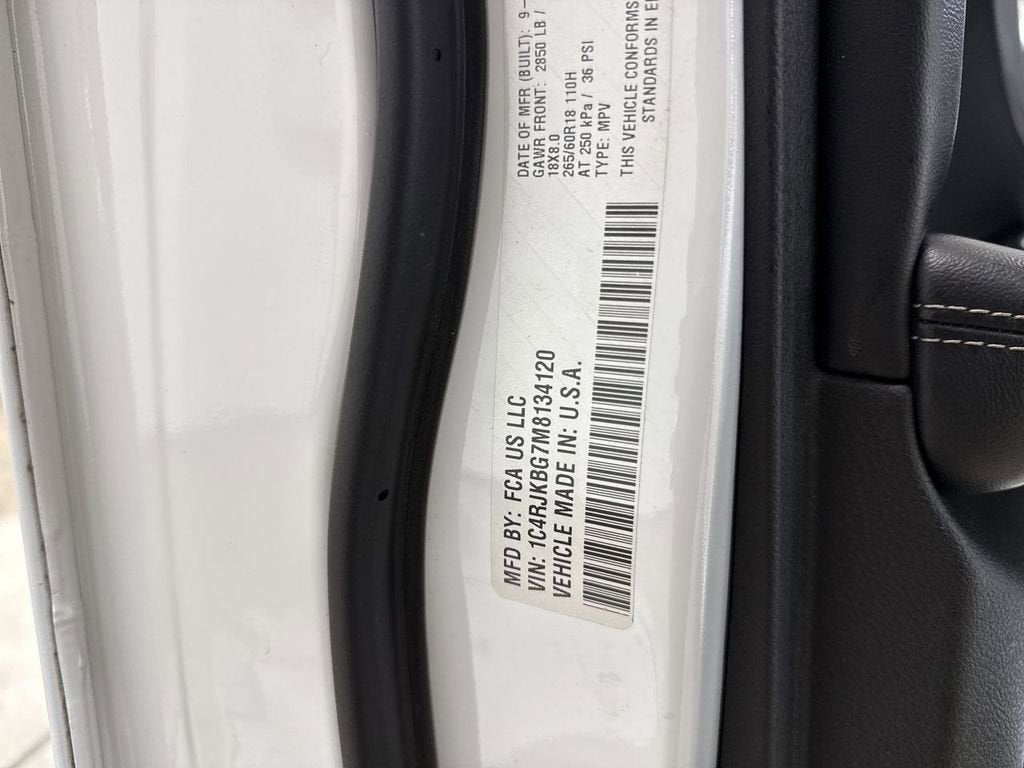 MFD BY: FCA US LLC
VIN: 1C4RJKBG7M8134120
VEHICLE MADE IN: U.S.A.
DATE OF MFR (BUILT): 9-
GAWR FRONT: 2850 LB /
18X8.0
265/60R18 110H
AT 250 kPa / 36 PSI
TYPE: MPV
THIS VEHICLE CONFORMS
STANDARDS IN